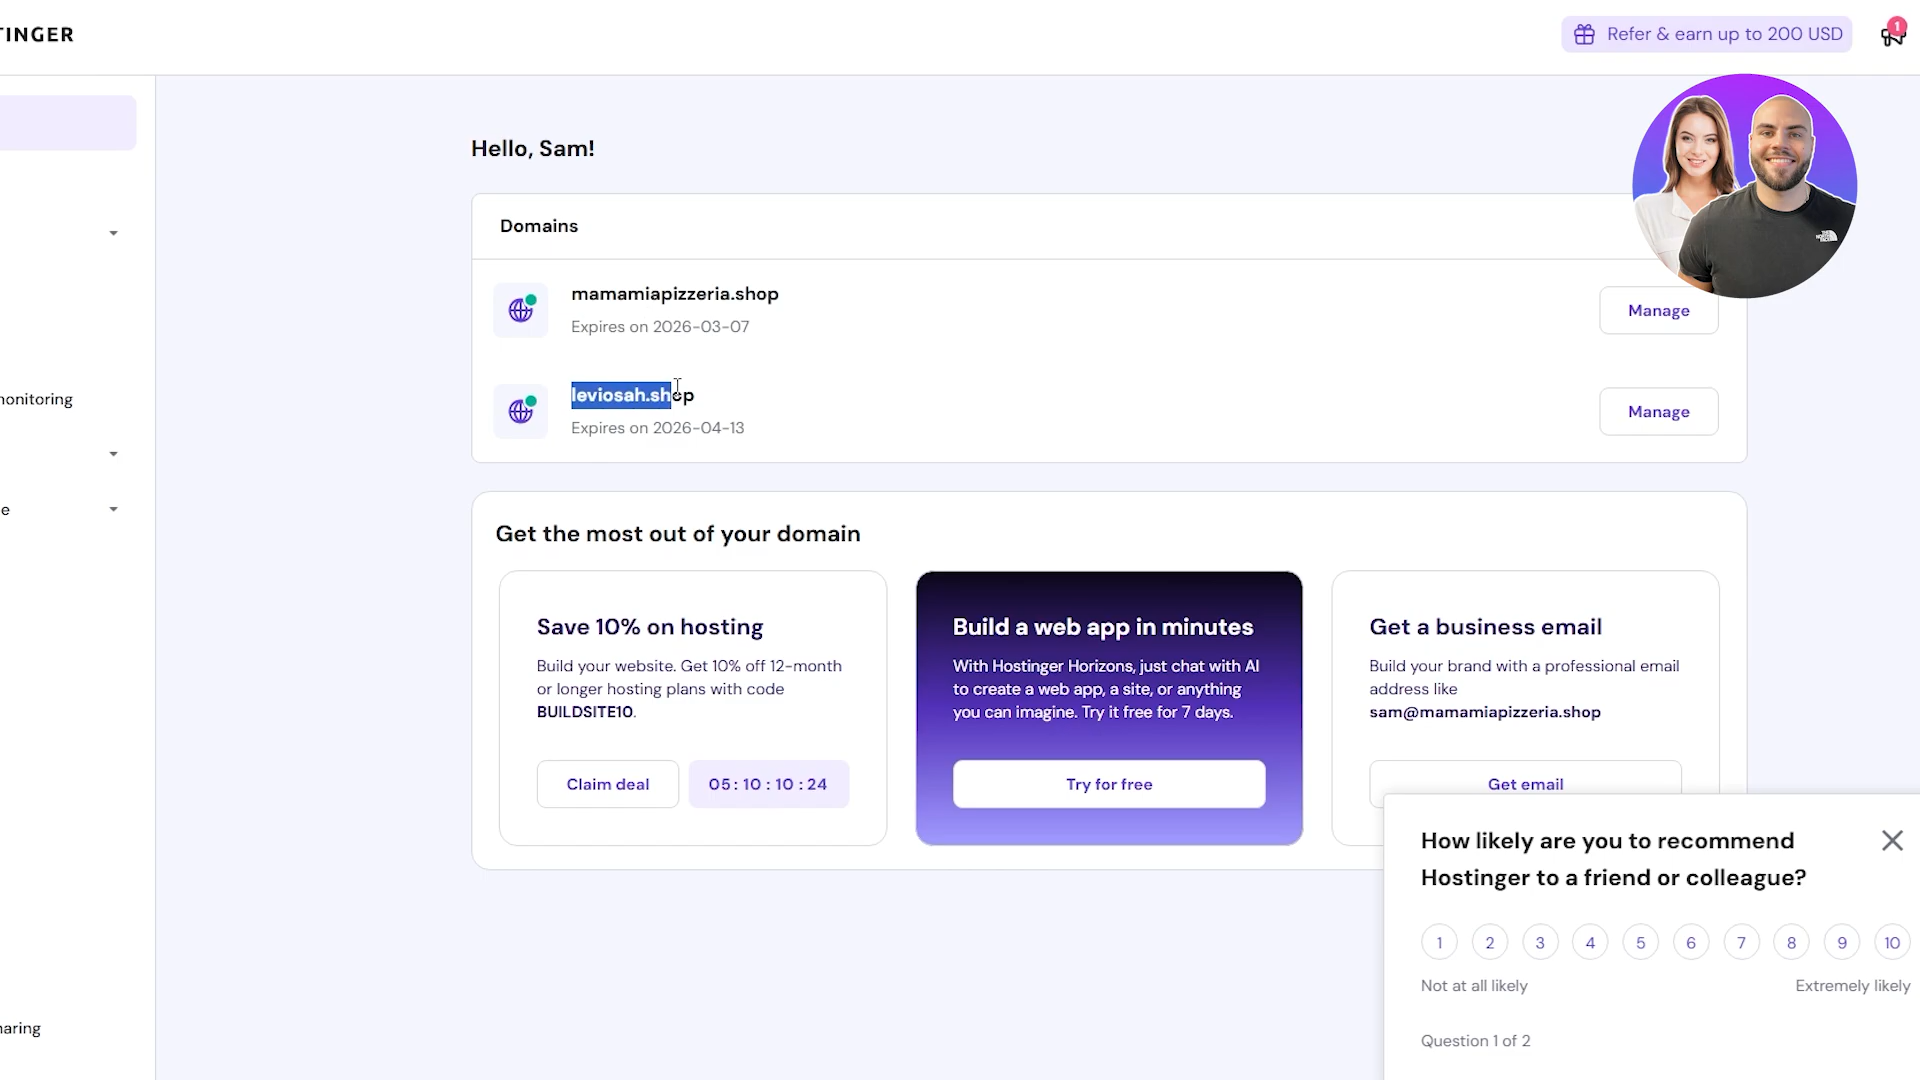 TINGER
Refer & earn up to 200 USD
1
Hello, Sam!
Domains
mamamiapizzeria.shop
Expires on 2026-03-07
Manage
leviosah.shop
Expires on 2026-04-13
Manage
onitoring
e
haring
Get the most out of your domain
Save 10% on hosting
Build your website. Get 10% off 12-month
or longer hosting plans with code
BUILDSITE10.
Claim deal
05 : 10 : 10 : 24
Build a web app in minutes
With Hostinger Horizons, just chat with AI
to create a web app, a site, or anything
you can imagine. Try it free for 7 days.
Try for free
Get a business email
Build your brand with a professional email
address like
sam@mamamiapizzeria.shop
Get email
How likely are you to recommend
Hostinger to a friend or colleague?
1 2 3 4 5 6 7 8 9 10
Not at all likely
Extremely likely
Question 1 of 2